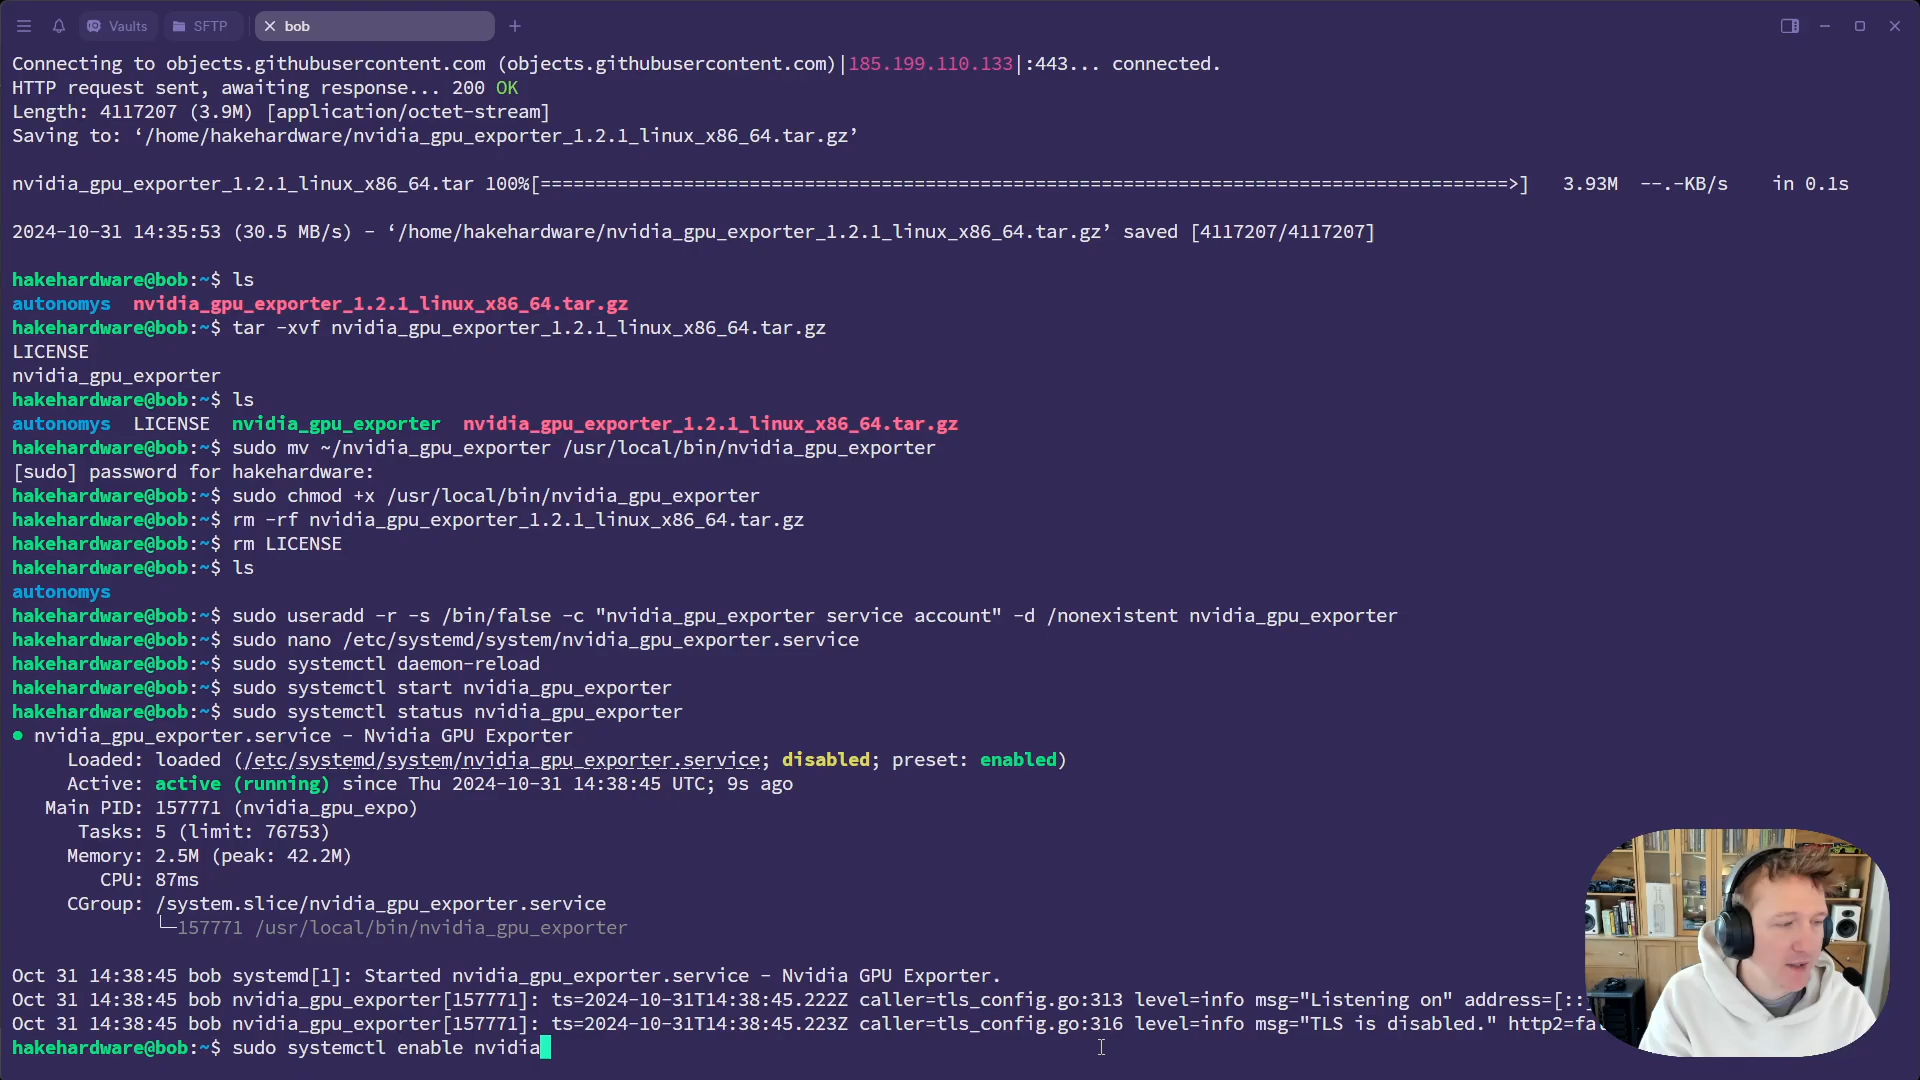 Vaults SFTP bob
Connecting to objects.githubusercontent.com (objects.githubusercontent.com)|185.199.110.133|:443... connected.
HTTP request sent, awaiting response... 200 OK
Length: 4117207 (3.9M) [application/octet-stream]
Saving to: ‘/home/hakehardware/nvidia_gpu_exporter_1.2.1_linux_x86_64.tar.gz’
nvidia_gpu_exporter_1.2.1_linux_x86_64.tar 100%[========================================================================================>] 3.93M --.-KB/s in 0.1s
2024-10-31 14:35:53 (30.5 MB/s) - ‘/home/hakehardware/nvidia_gpu_exporter_1.2.1_linux_x86_64.tar.gz’ saved [4117207/4117207]
hakehardware@bob:~$ ls
autonomys nvidia_gpu_exporter_1.2.1_linux_x86_64.tar.gz
hakehardware@bob:~$ tar -xvf nvidia_gpu_exporter_1.2.1_linux_x86_64.tar.gz
LICENSE
nvidia_gpu_exporter
hakehardware@bob:~$ ls
autonomys LICENSE nvidia_gpu_exporter nvidia_gpu_exporter_1.2.1_linux_x86_64.tar.gz
hakehardware@bob:~$ sudo mv ~/nvidia_gpu_exporter /usr/local/bin/nvidia_gpu_exporter
[sudo] password for hakehardware:
hakehardware@bob:~$ sudo chmod +x /usr/local/bin/nvidia_gpu_exporter
hakehardware@bob:~$ rm -rf nvidia_gpu_exporter_1.2.1_linux_x86_64.tar.gz
hakehardware@bob:~$ rm LICENSE
hakehardware@bob:~$ ls
autonomys
hakehardware@bob:~$ sudo useradd -r -s /bin/false -c "nvidia_gpu_exporter service account" -d /nonexistent nvidia_gpu_exporter
hakehardware@bob:~$ sudo nano /etc/systemd/system/nvidia_gpu_exporter.service
hakehardware@bob:~$ sudo systemctl daemon-reload
hakehardware@bob:~$ sudo systemctl start nvidia_gpu_exporter
hakehardware@bob:~$ sudo systemctl status nvidia_gpu_exporter
● nvidia_gpu_exporter.service - Nvidia GPU Exporter
Loaded: loaded (/etc/systemd/system/nvidia_gpu_exporter.service; disabled; preset: enabled)
Active: active (running) since Thu 2024-10-31 14:38:45 UTC; 9s ago
Main PID: 157771 (nvidia_gpu_expo)
Tasks: 5 (limit: 76753)
Memory: 2.5M (peak: 42.2M)
CPU: 87ms
CGroup: /system.slice/nvidia_gpu_exporter.service
└─157771 /usr/local/bin/nvidia_gpu_exporter
Oct 31 14:38:45 bob systemd[1]: Started nvidia_gpu_exporter.service - Nvidia GPU Exporter.
Oct 31 14:38:45 bob nvidia_gpu_exporter[157771]: ts=2024-10-31T14:38:45.222Z caller=tls_config.go:313 level=info msg="Listening on" address=[::
Oct 31 14:38:45 bob nvidia_gpu_exporter[157771]: ts=2024-10-31T14:38:45.223Z caller=tls_config.go:316 level=info msg="TLS is disabled." http2=fa
hakehardware@bob:~$ sudo systemctl enable nvidia